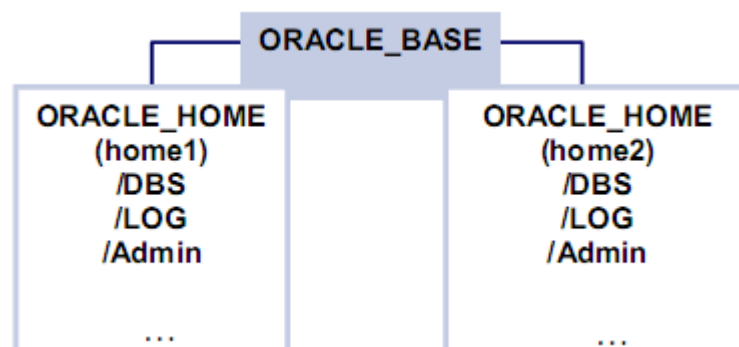 ORACLE_BASE
ORACLE_HOME
(home1)
/DBS
/LOG
/Admin
...
ORACLE_HOME
(home2)
/DBS
/LOG
/Admin
...